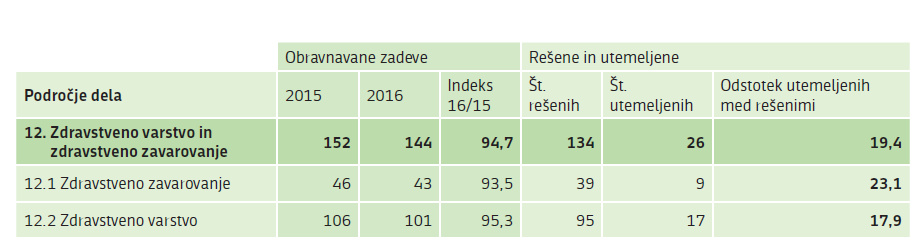 Obravnavane zadeve Rešene in utemeljene
Področje dela 2015 2016 Indeks 16/15 Št. rešenih Št. utemeljenih Odstotek utemeljenih med rešenimi
12. Zdravstveno varstvo in zdravstveno zavarovanje 152 144 94,7 134 26 19,4
12.1 Zdravstveno zavarovanje 46 43 93,5 39 9 23,1
12.2 Zdravstveno varstvo 106 101 95,3 95 17 17,9